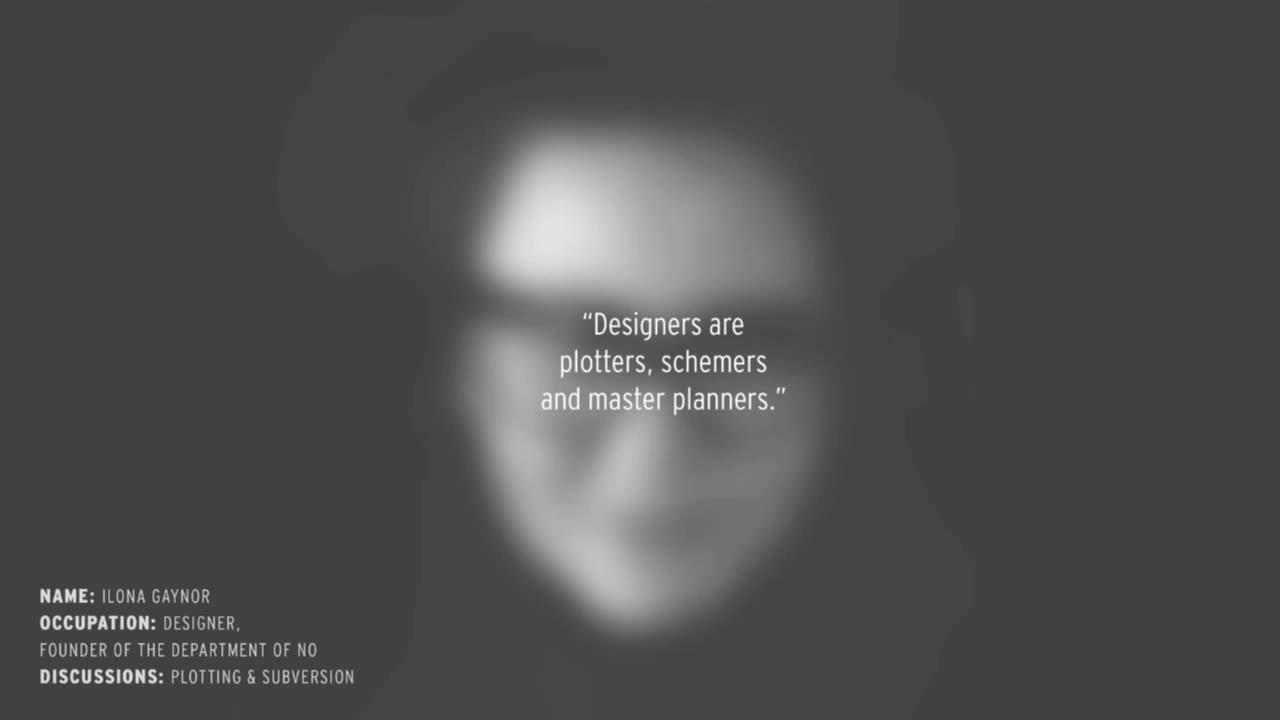 “Designers are
plotters, schemers
and master planners.”
NAME: ILONA GAYNOR
OCCUPATION: DESIGNER,
FOUNDER OF THE DEPARTMENT OF NO
DISCUSSIONS: PLOTTING & SUBVERSION